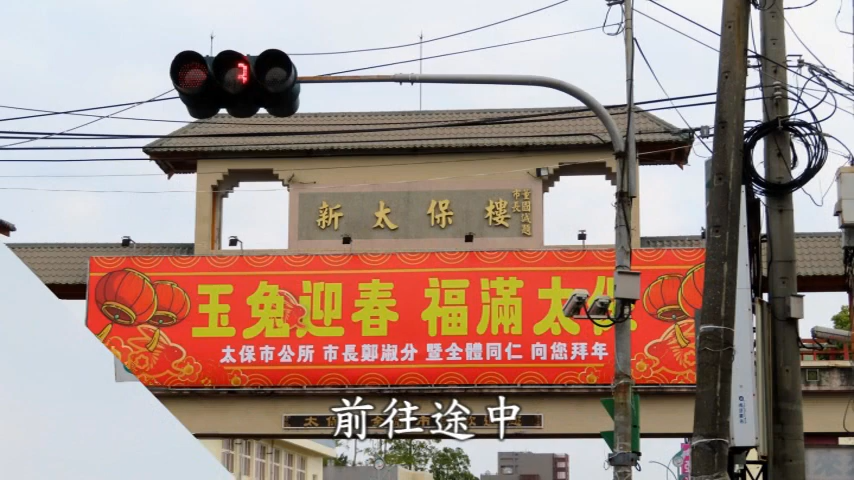 新太保樓
市長
董國誠題
玉兔迎春 福滿太保
太保市公所 市長鄭淑分 暨全體同仁 向您拜年
前往途中